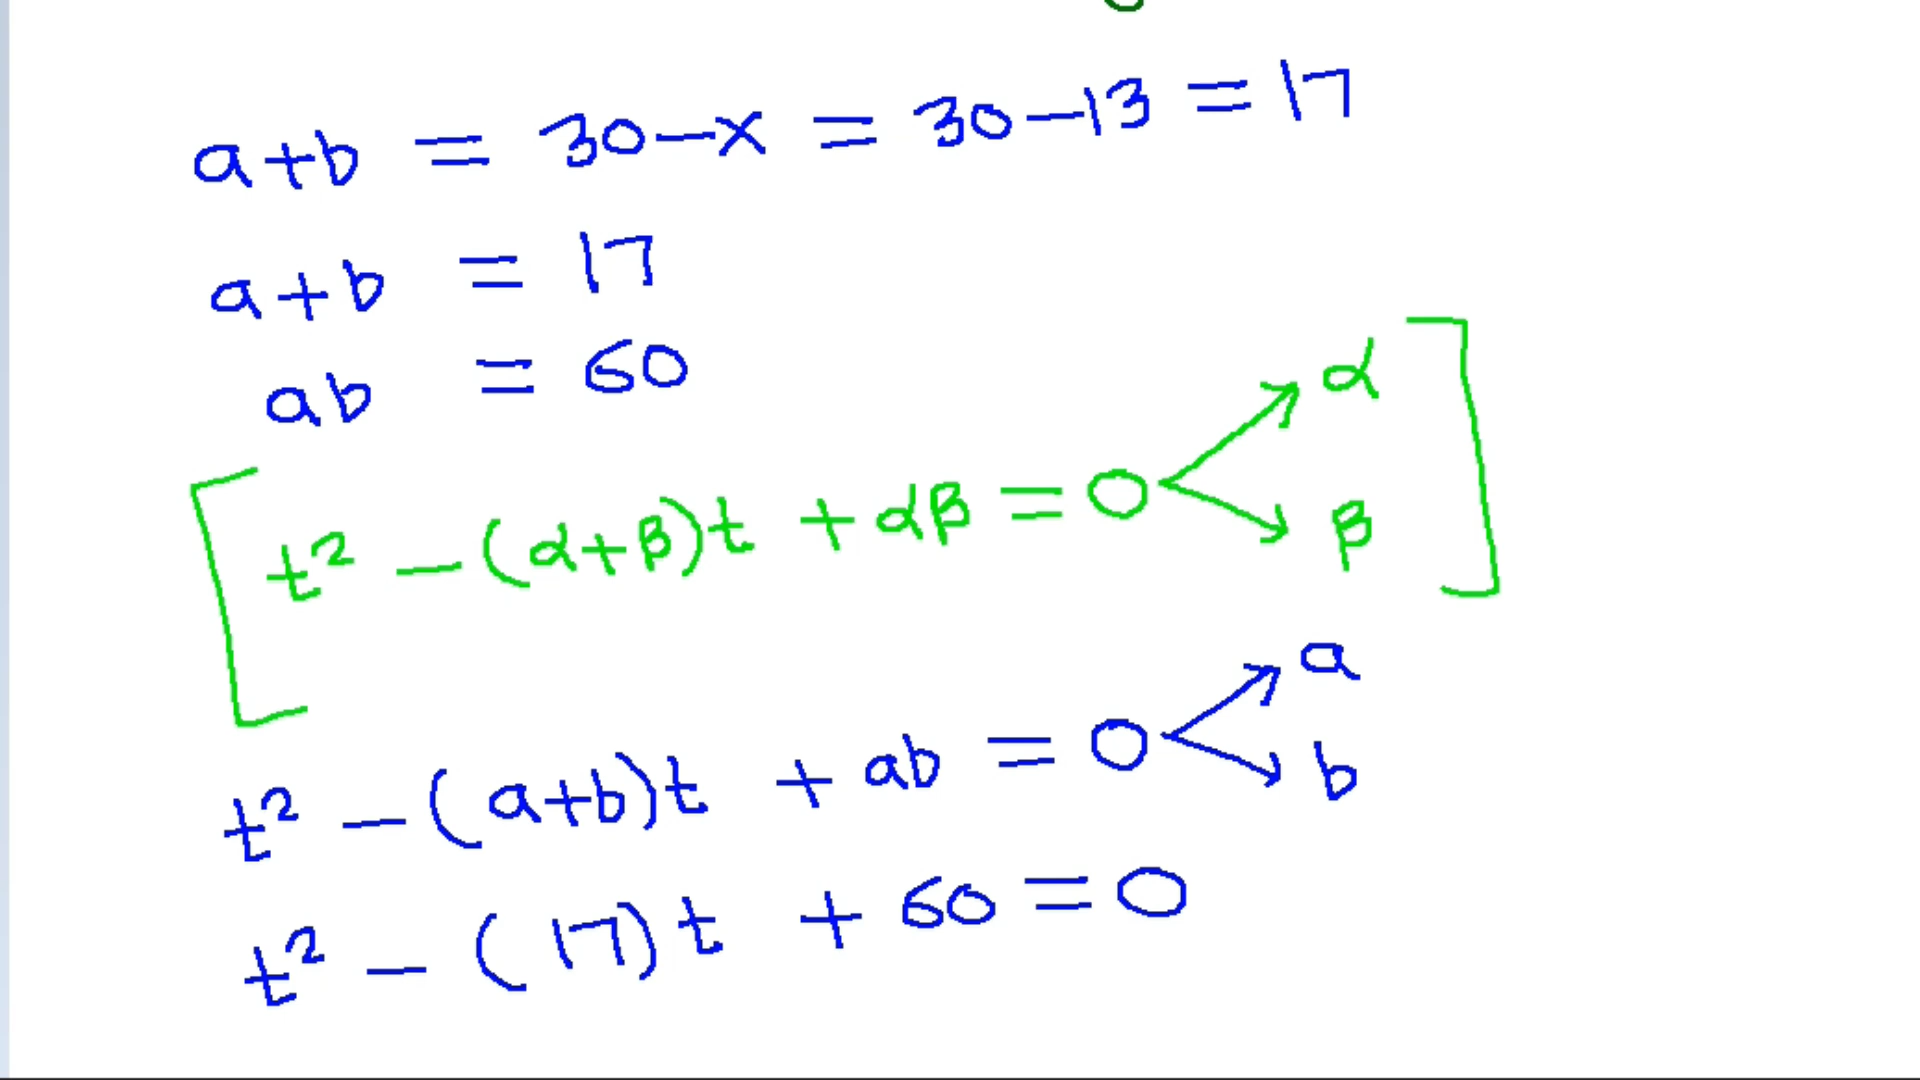 a+b = 30-x = 30-13 = 17
a+b = 17
ab = 60
[t² - (α+β)t + αβ = 0 α β]
t² - (a+b)t + ab = 0 a b
t² - (17)t + 60 = 0